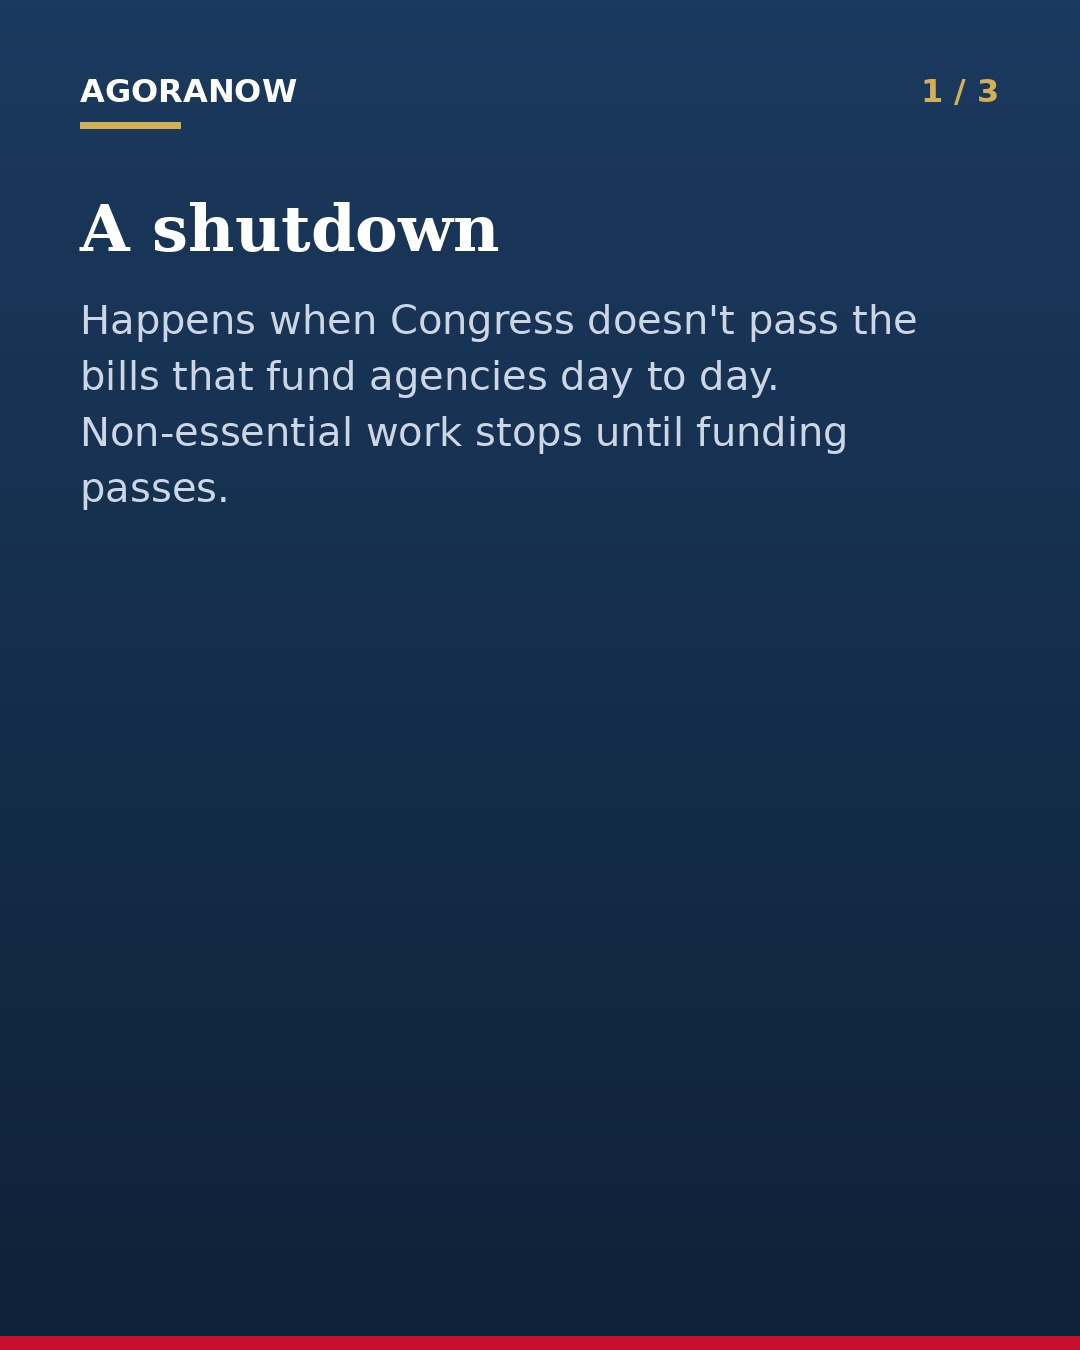 AGORANOW
1 / 3
A shutdown
Happens when Congress doesn't pass the
bills that fund agencies day to day.
Non-essential work stops until funding
passes.